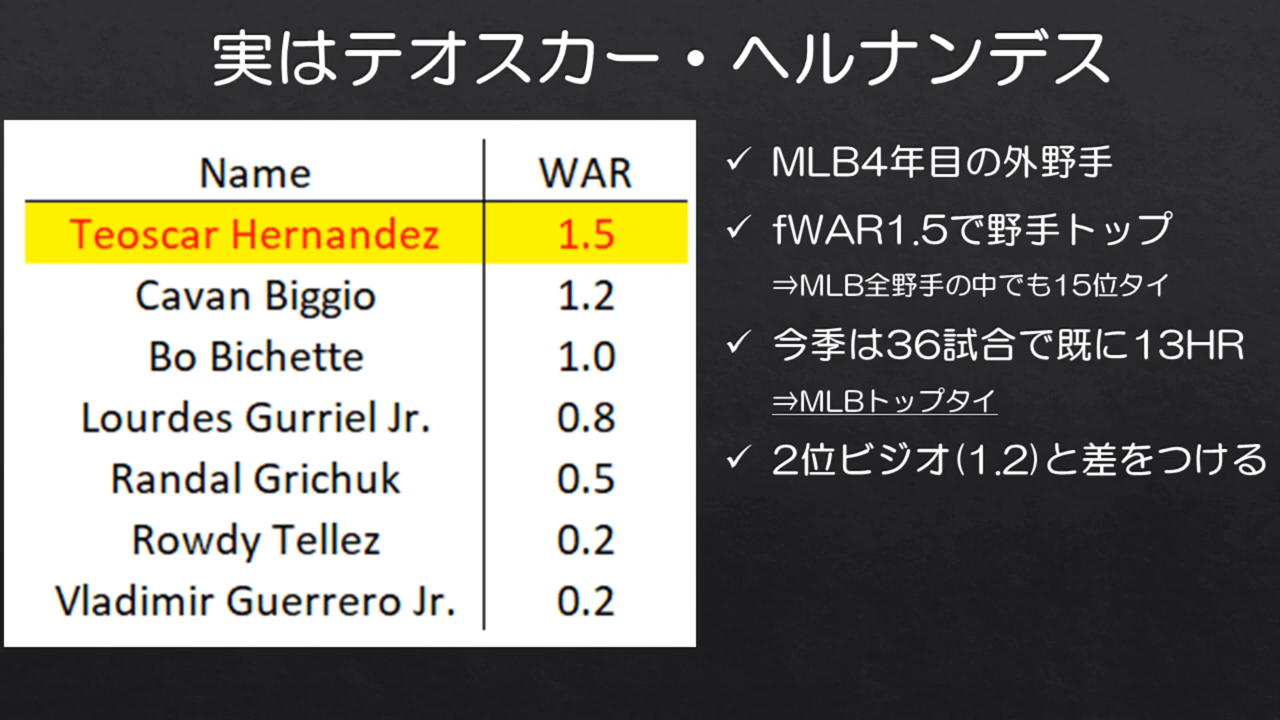 実はテオスカー・ヘルナンデス
Name WAR
Teoscar Hernandez 1.5
Cavan Biggio 1.2
Bo Bichette 1.0
Lourdes Gurriel Jr. 0.8
Randal Grichuk 0.5
Rowdy Tellez 0.2
Vladimir Guerrero Jr. 0.2
✓ MLB4年目の外野手
✓ fWAR1.5で野手トップ
⇒MLB全野手の中でも15位タイ
✓ 今季は36試合で既に13HR
⇒MLBトップタイ
✓ 2位ビジオ(1.2)と差をつける